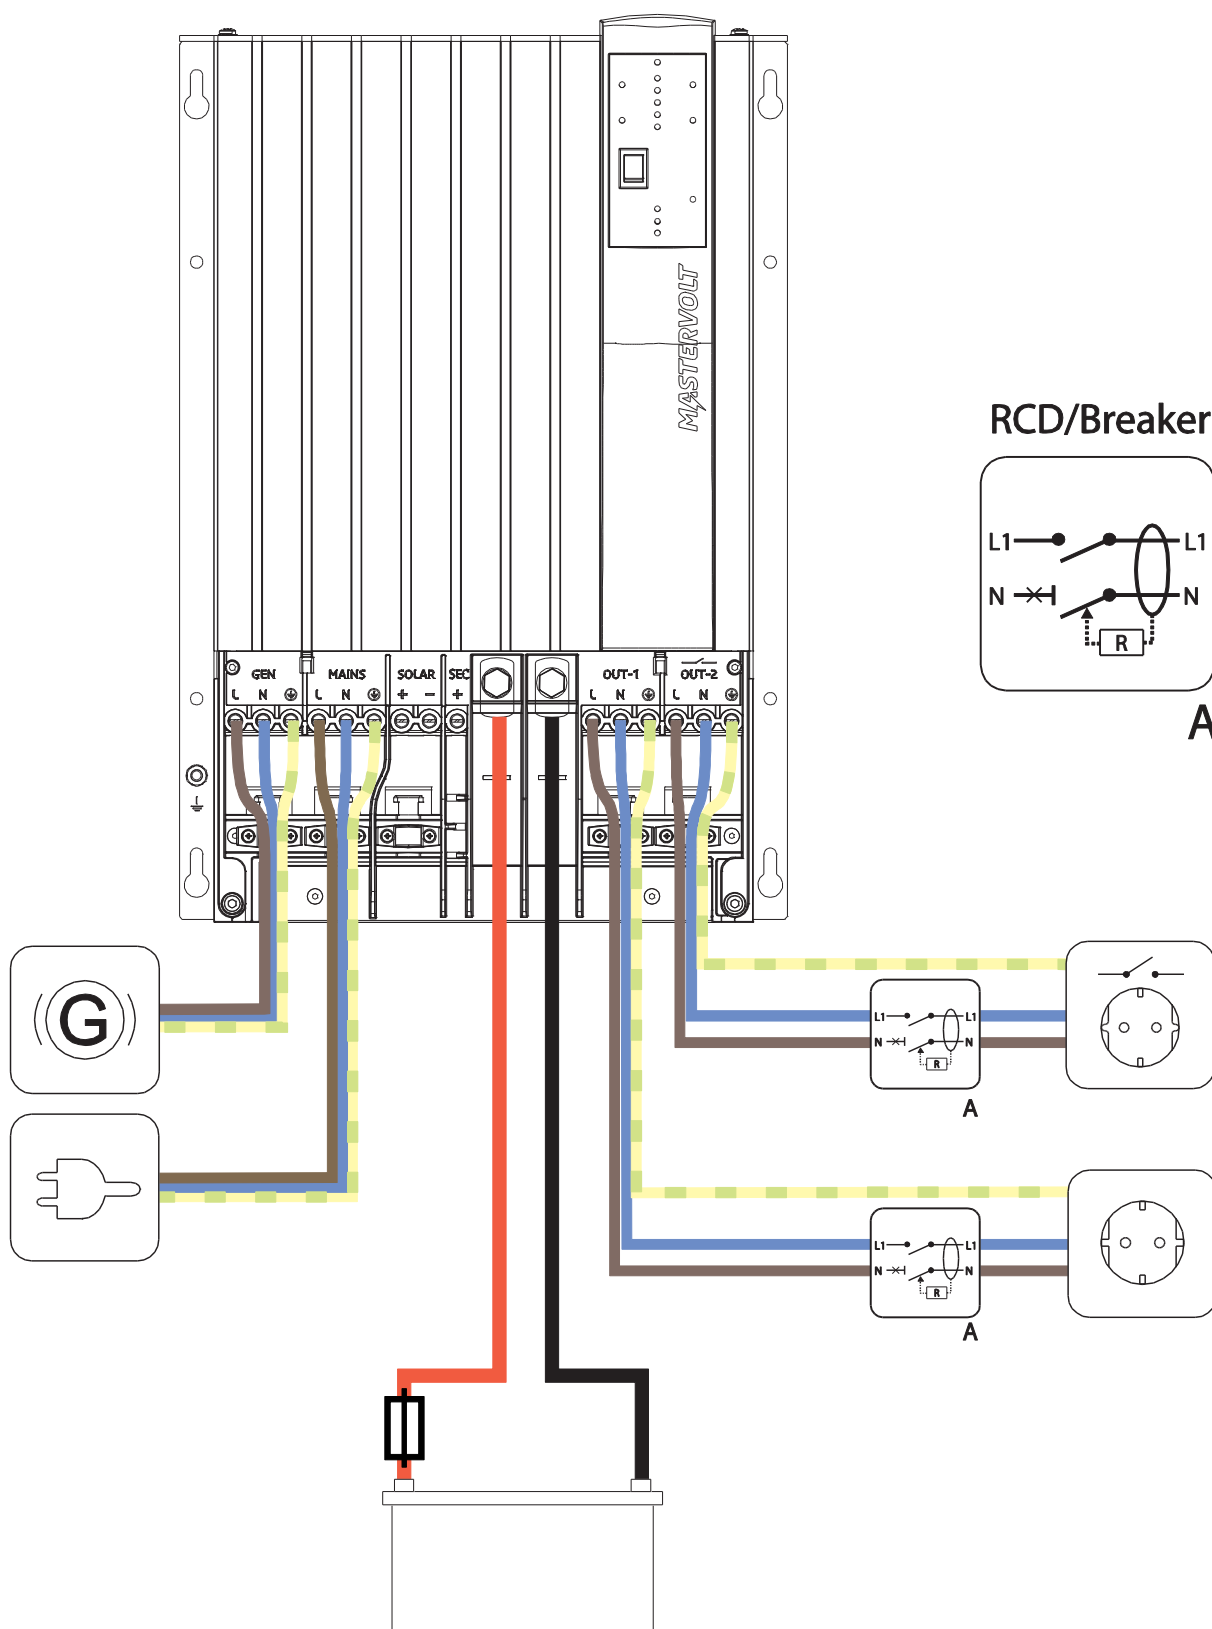 MASTERVOLT
RCD/Breaker
L1 L1
N N
R
A
GEN MAINS SOLAR SEC OUT-1 OUT-2
L N L N + − + L N L N
G
L1 L1
N N
R
A
L1 L1
N N
R
A